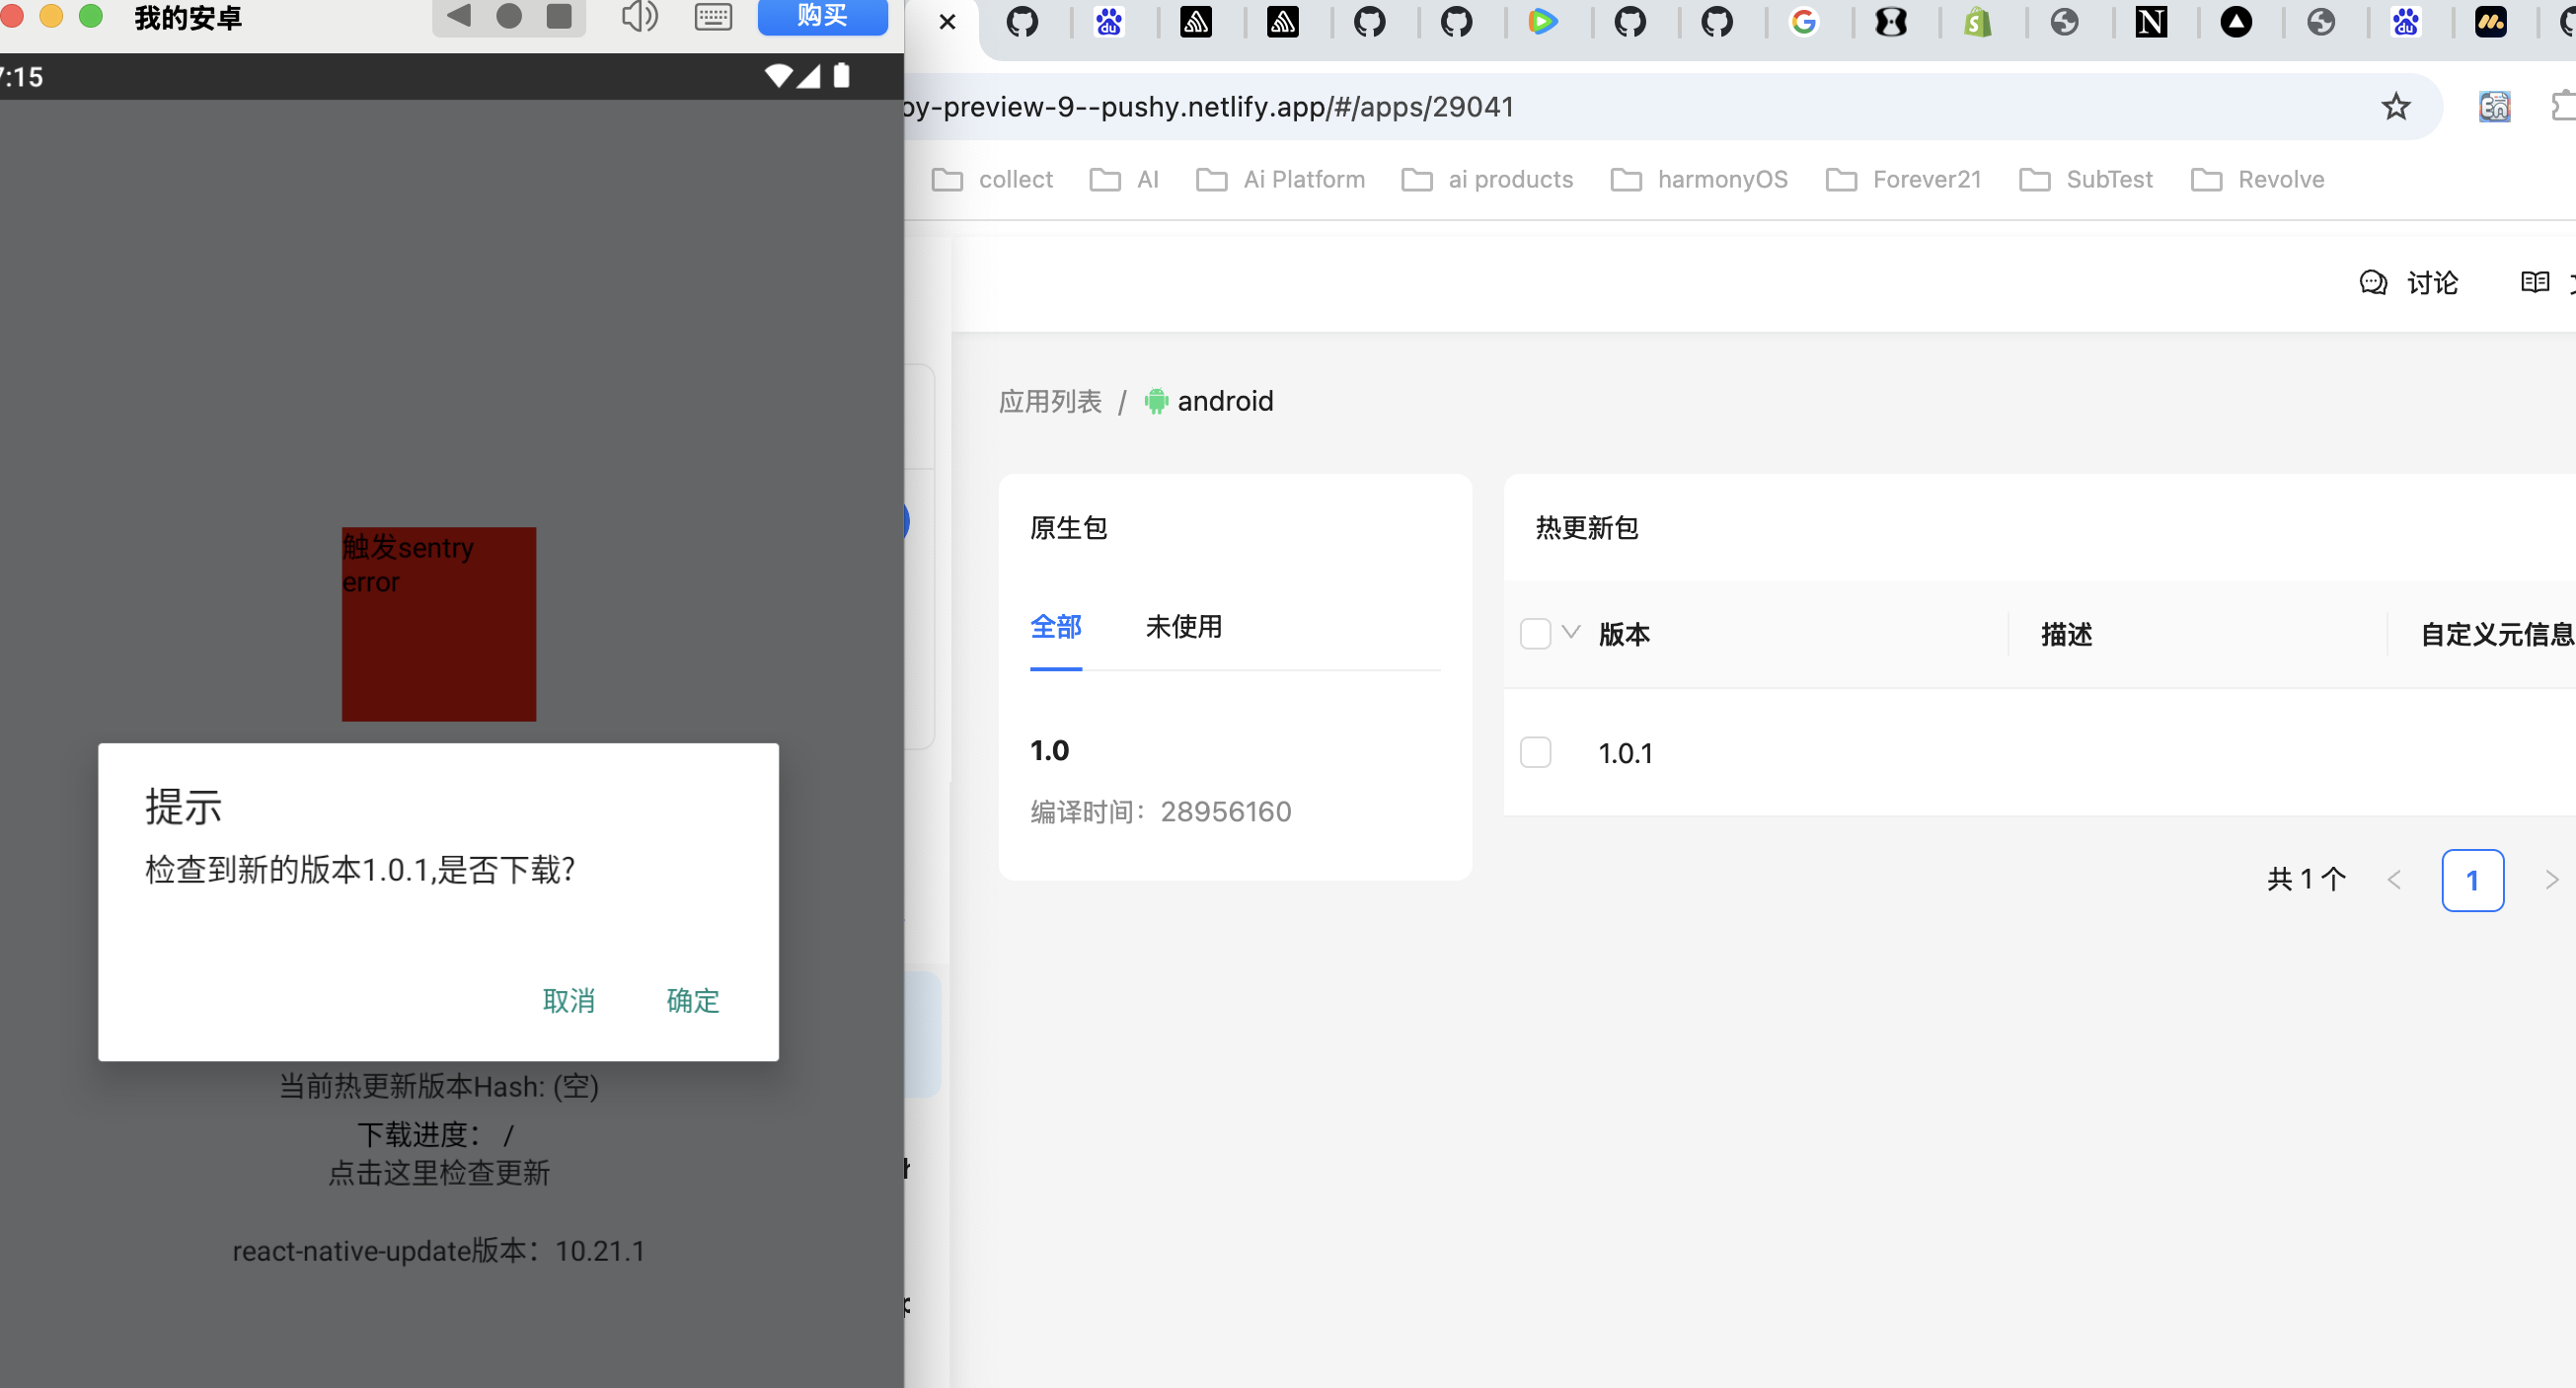 我的安卓
购买
7:15
触发sentry
error
提示
检查到新的版本1.0.1,是否下载?
取消
确定
当前热更新版本Hash: (空)
下载进度： /
点击这里检查更新
react-native-update版本：10.21.1
oy-preview-9--pushy.netlify.app/#/apps/29041
collect
AI
Ai Platform
ai products
harmonyOS
Forever21
SubTest
Revolve
讨论
应用列表 / android
原生包
全部
未使用
1.0
编译时间：28956160
热更新包
版本
描述
自定义元信息
1.0.1
共 1 个
1